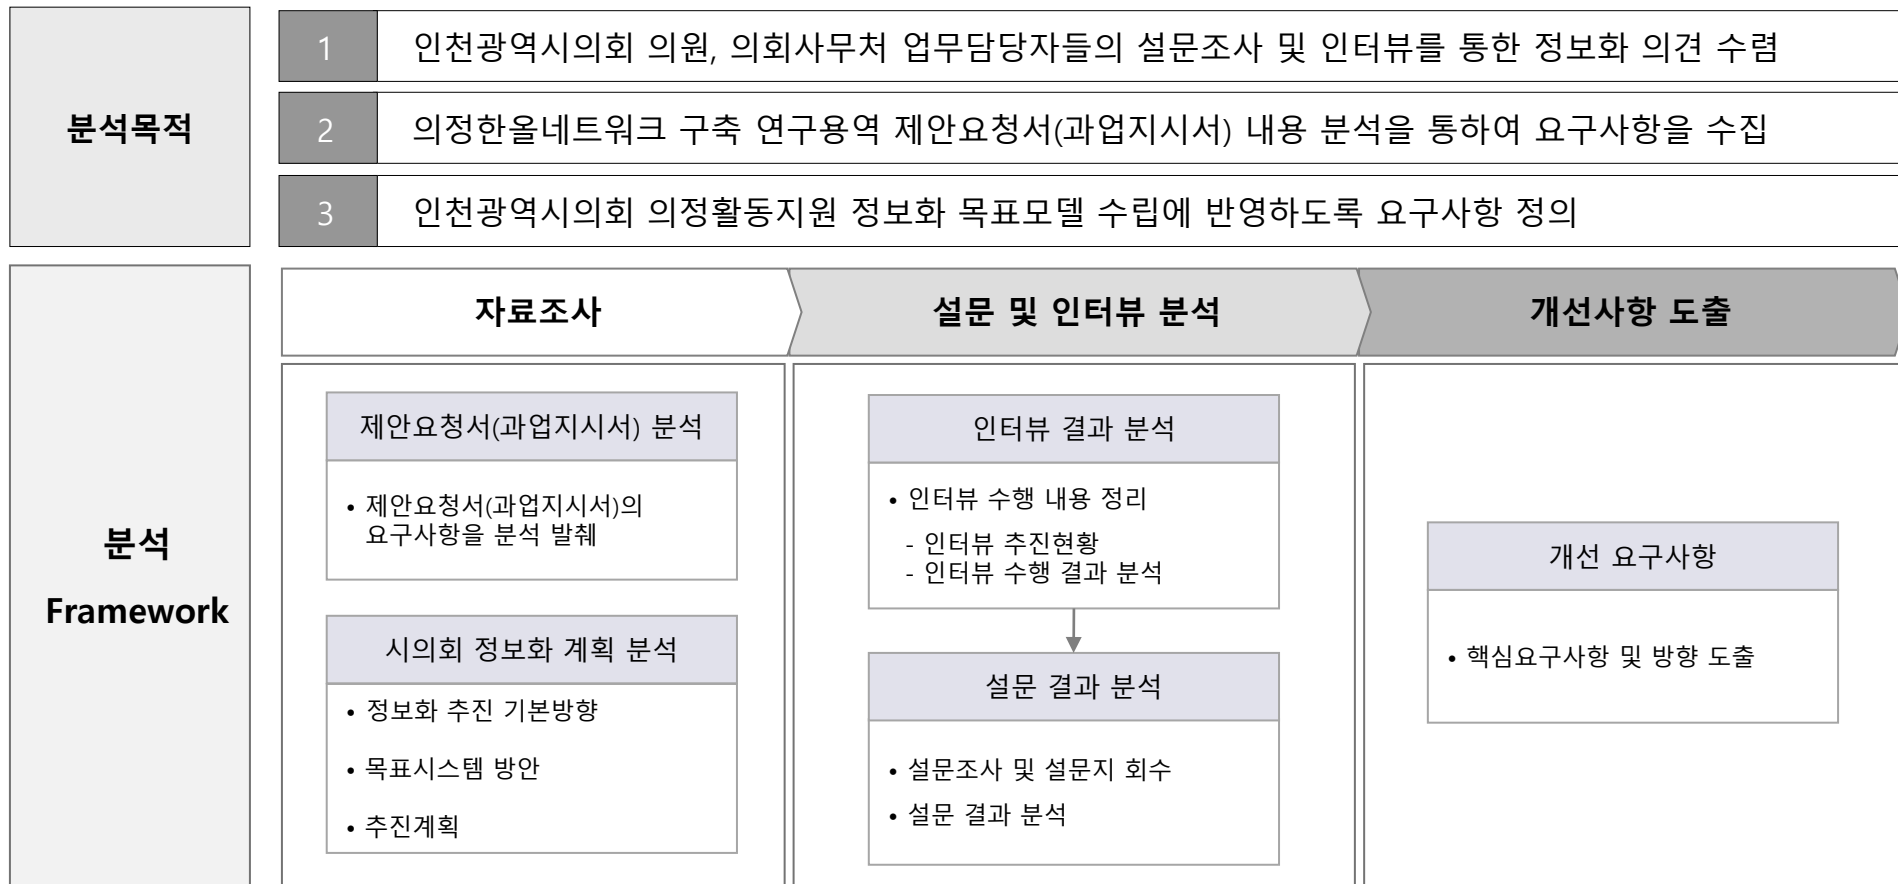 분석목적
1
인천광역시의회 의원, 의회사무처 업무담당자들의 설문조사 및 인터뷰를 통한 정보화 의견 수렴
2
의정한올네트워크 구축 연구용역 제안요청서(과업지시서) 내용 분석을 통하여 요구사항을 수집
3
인천광역시의회 의정활동지원 정보화 목표모델 수립에 반영하도록 요구사항 정의
분석
Framework
자료조사
제안요청서(과업지시서) 분석
• 제안요청서(과업지시서)의
요구사항을 분석 발췌
시의회 정보화 계획 분석
• 정보화 추진 기본방향
• 목표시스템 방안
• 추진계획
설문 및 인터뷰 분석
인터뷰 결과 분석
• 인터뷰 수행 내용 정리
- 인터뷰 추진현황
- 인터뷰 수행 결과 분석
설문 결과 분석
• 설문조사 및 설문지 회수
• 설문 결과 분석
개선사항 도출
개선 요구사항
• 핵심요구사항 및 방향 도출